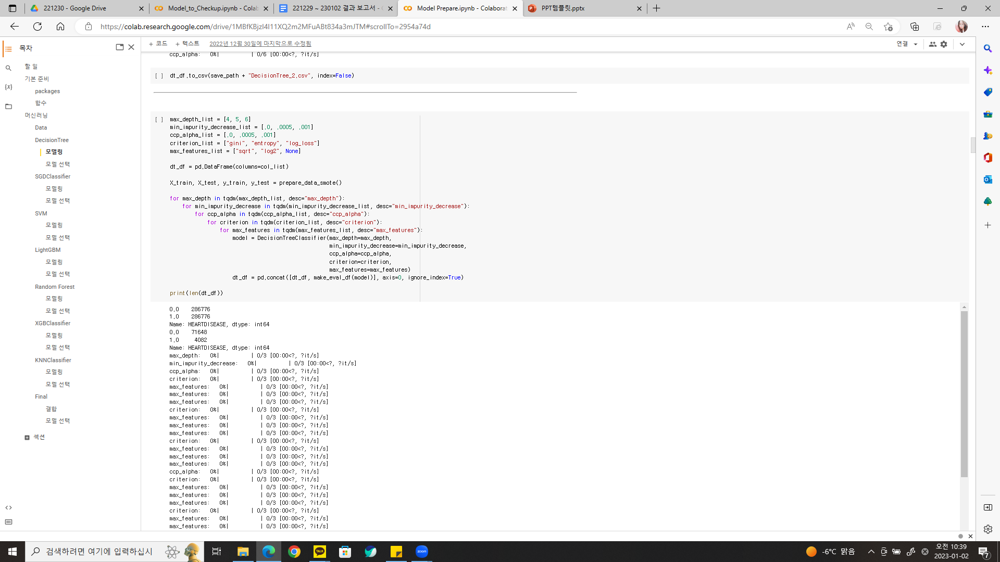 221230 - Google Drive
Model_to_Checkup.ipynb - Colab
221229 ~ 230102 결과 보고서 - G
Model Prepare.ipynb - Colaborat
PPT템플릿.pptx
https://colab.research.google.com/drive/1MBfKBjzI4I11XQ2m2MFuABt834a3mJTM#scrollTo=2954a74d
목차
+ 코드 + 텍스트 2022년 12월 30일에 마지막으로 수정됨
연결
할 일
기본 준비
packages
함수
머신러닝
Data
DecisionTree
모델링
모델 선택
SGDClassifier
모델링
모델 선택
SVM
모델링
모델 선택
LightGBM
모델링
모델 선택
Random Forest
모델링
모델 선택
XGBClassifier
모델링
모델 선택
KNNClassifier
모델링
모델 선택
Final
결합
모델 선택
섹션
ccp_alpha: 0%| | 0/6 [00:00<?, ?it/s]
[ ] dt_df.to_csv(save_path + "DecisionTree_2.csv", index=False)
[ ] max_depth_list = [4, 5, 6]
min_impurity_decrease_list = [.0, .0005, .001]
ccp_alpha_list = [.0, .0005, .001]
criterion_list = ["gini", "entropy", "log_loss"]
max_features_list = ["sqrt", "log2", None]
dt_df = pd.DataFrame(columns=col_list)
X_train, X_test, y_train, y_test = prepare_data_smote()
for max_depth in tqdm(max_depth_list, desc="max_depth"):
for min_impurity_decrease in tqdm(min_impurity_decrease_list, desc="min_impurity_decrease"):
for ccp_alpha in tqdm(ccp_alpha_list, desc="ccp_alpha"):
for criterion in tqdm(criterion_list, desc="criterion"):
for max_features in tqdm(max_features_list, desc="max_features"):
model = DecisionTreeClassifier(max_depth=max_depth,
min_impurity_decrease=min_impurity_decrease,
ccp_alpha=ccp_alpha,
criterion=criterion,
max_features=max_features)
dt_df = pd.concat([dt_df, make_eval_df(model)], axis=0, ignore_index=True)
print(len(dt_df))
0.0 286776
1.0 286776
Name: HEARTDISEASE, dtype: int64
0.0 71648
1.0 4082
Name: HEARTDISEASE, dtype: int64
max_depth: 0%| | 0/3 [00:00<?, ?it/s]
min_impurity_decrease: 0%| | 0/3 [00:00<?, ?it/s]
ccp_alpha: 0%| | 0/3 [00:00<?, ?it/s]
criterion: 0%| | 0/3 [00:00<?, ?it/s]
max_features: 0%| | 0/3 [00:00<?, ?it/s]
max_features: 0%| | 0/3 [00:00<?, ?it/s]
max_features: 0%| | 0/3 [00:00<?, ?it/s]
criterion: 0%| | 0/3 [00:00<?, ?it/s]
max_features: 0%| | 0/3 [00:00<?, ?it/s]
max_features: 0%| | 0/3 [00:00<?, ?it/s]
max_features: 0%| | 0/3 [00:00<?, ?it/s]
criterion: 0%| | 0/3 [00:00<?, ?it/s]
max_features: 0%| | 0/3 [00:00<?, ?it/s]
max_features: 0%| | 0/3 [00:00<?, ?it/s]
max_features: 0%| | 0/3 [00:00<?, ?it/s]
ccp_alpha: 0%| | 0/3 [00:00<?, ?it/s]
criterion: 0%| | 0/3 [00:00<?, ?it/s]
max_features: 0%| | 0/3 [00:00<?, ?it/s]
max_features: 0%| | 0/3 [00:00<?, ?it/s]
max_features: 0%| | 0/3 [00:00<?, ?it/s]
criterion: 0%| | 0/3 [00:00<?, ?it/s]
max_features: 0%| | 0/3 [00:00<?, ?it/s]
max_features: 0%| | 0/3 [00:00<?, ?it/s]
검색하려면 여기에 입력하십시
TALK
zoom
-6°C 맑음
오전 10:39
2023-01-02
7